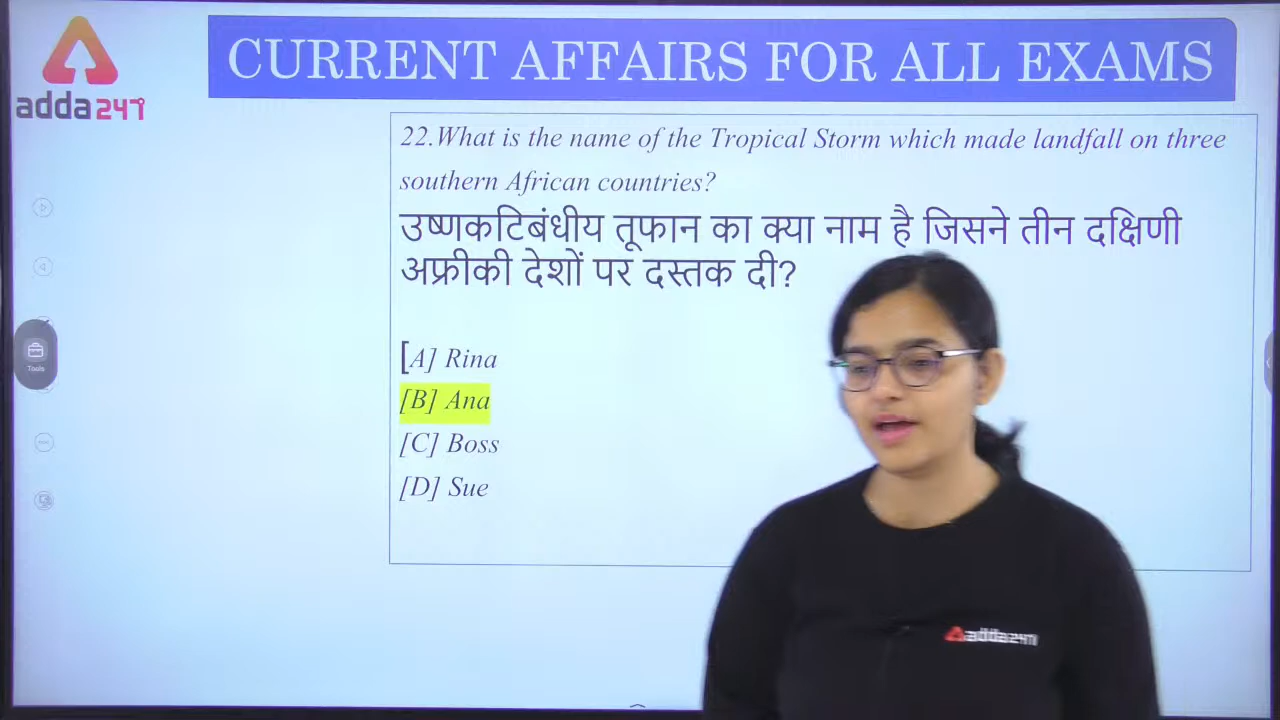 CURRENT AFFAIRS FOR ALL EXAMS
adda247
22.What is the name of the Tropical Storm which made landfall on three
southern African countries?
उष्णकटिबंधीय तूफान का क्या नाम है जिसने तीन दक्षिणी
अफ्रीकी देशों पर दस्तक दी?
[A] Rina
[B] Ana
[C] Boss
[D] Sue
Tools
adda247